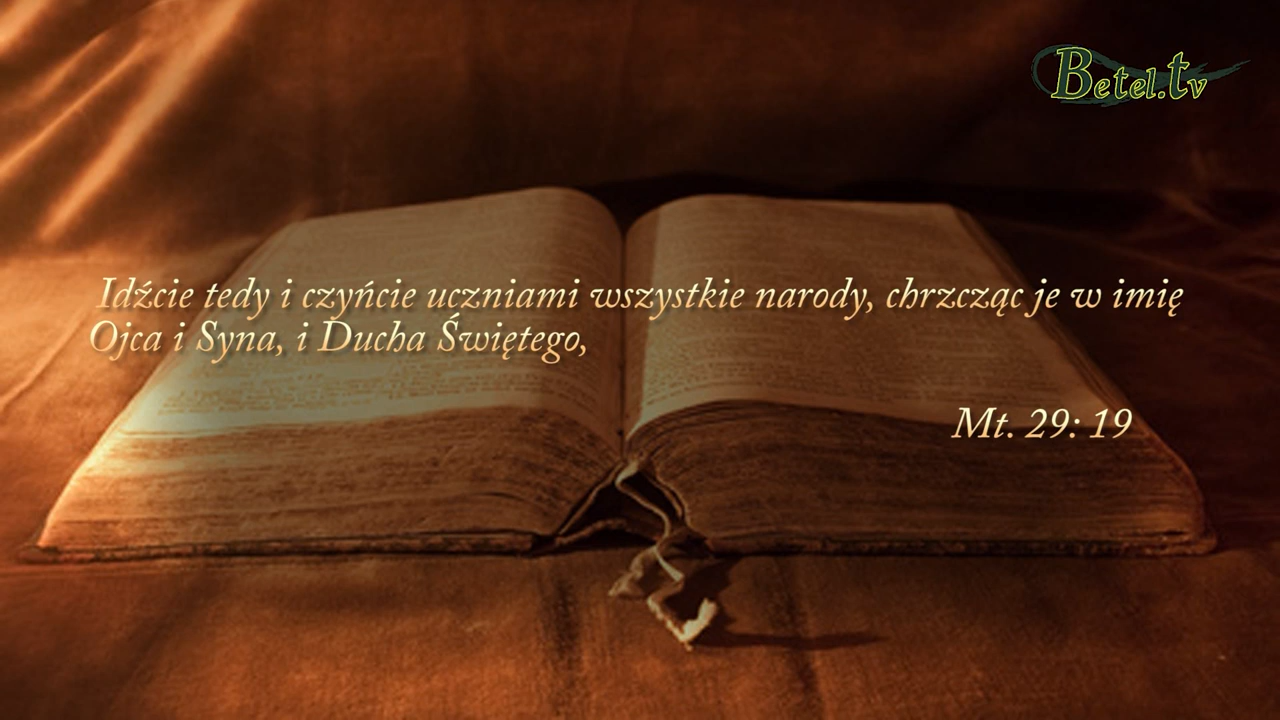 Betel.tv
Idźcie tedy i czyńcie uczniami wszystkie narody, chrzcząc je w imię
Ojca i Syna, i Ducha Świętego,
Mt. 29: 19